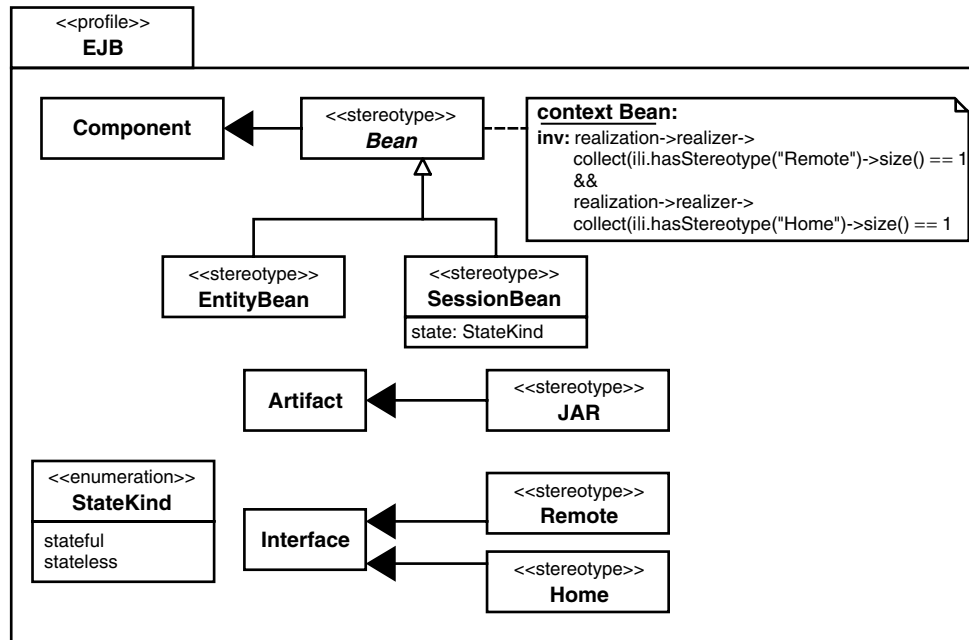 <<profile>>
EJB
Component
<<stereotype>>
Bean
context Bean:
inv: realization->realizer->
collect(i|i.hasStereotype("Remote")->size() == 1
&&
realization->realizer->
collect(i|i.hasStereotype("Home")->size() == 1
<<stereotype>>
EntityBean
<<stereotype>>
SessionBean
state: StateKind
Artifact
<<stereotype>>
JAR
<<enumeration>>
StateKind
stateful
stateless
Interface
<<stereotype>>
Remote
<<stereotype>>
Home